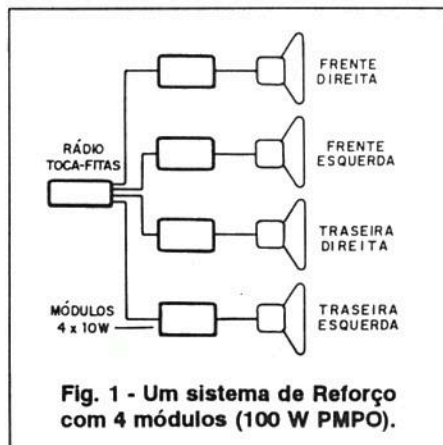 FRENTE
DIREITA
RÁDIO
TOCA-FITAS
FRENTE
ESQUERDA
TRASEIRA
DIREITA
MÓDULOS
4 x 10W
TRASEIRA
ESQUERDA
Fig. 1 - Um sistema de Reforço
com 4 módulos (100 W PMPO).